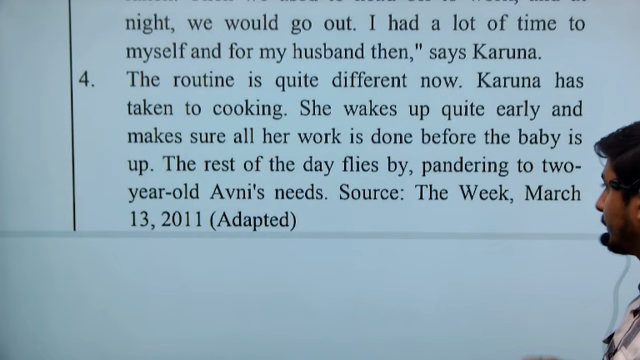 night, we would go out. I had a lot of time to
myself and for my husband then," says Karuna.
4. The routine is quite different now. Karuna has
taken to cooking. She wakes up quite early and
makes sure all her work is done before the baby is
up. The rest of the day flies by, pandering to two-
year-old Avni's needs. Source: The Week, March
13, 2011 (Adapted)